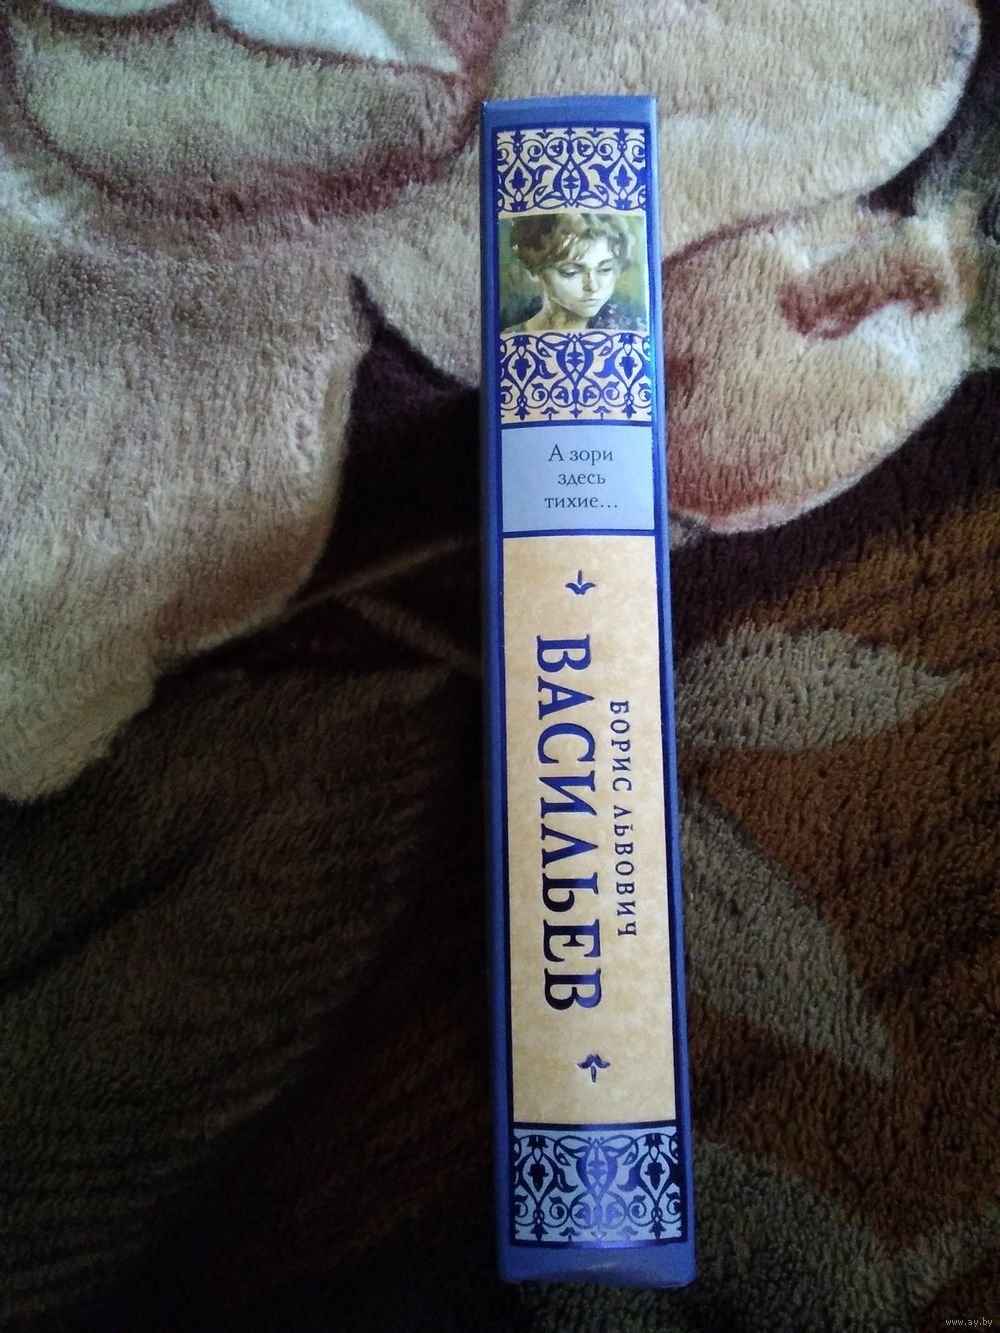 А зори
здесь
тихие...
БОРИС ЛЬВОВИЧ
ВАСИЛЬЕВ
www.ay.by